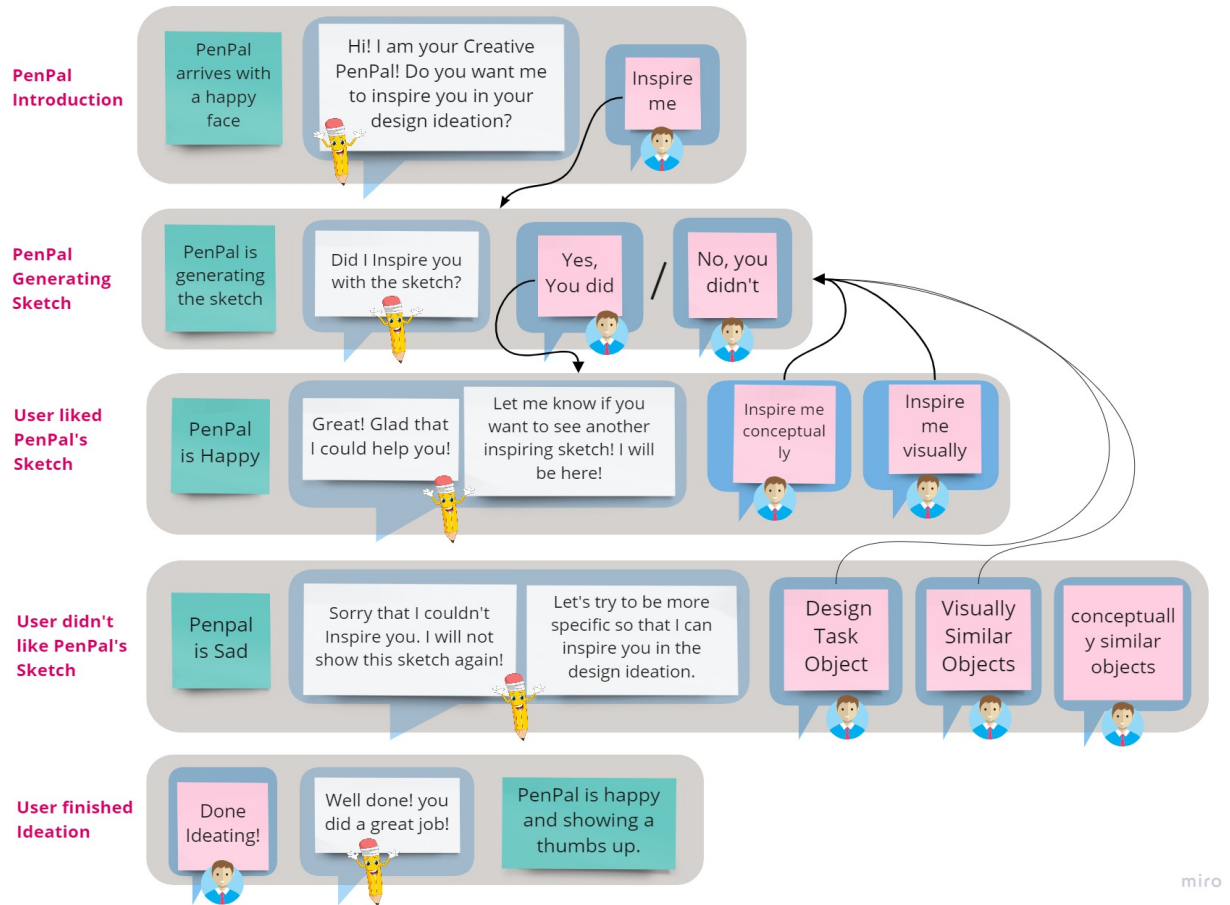 PenPal
Introduction
PenPal
arrives with
a happy
face
Hi! I am your Creative
PenPal! Do you want me
to inspire you in your
design ideation?
Inspire
me
PenPal
Generating
Sketch
PenPal is
generating
the sketch
Did I Inspire you
with the sketch?
Yes,
You did
/
No, you
didn't
User liked
PenPal's
Sketch
PenPal
is Happy
Great! Glad that
I could help you!
Let me know if you
want to see another
inspiring sketch! I will
be here!
Inspire me
conceptual
ly
Inspire
me
visually
User didn't
like PenPal's
Sketch
Penpal
is Sad
Sorry that I couldn't
Inspire you. I will not
show this sketch again!
Let's try to be more
specific so that I can
inspire you in the
design ideation.
Design
Task
Object
Visually
Similar
Objects
conceptuall
y similar
objects
User finished
Ideation
Done
Ideating!
Well done! you
did a great job!
PenPal is happy
and showing a
thumbs up.
miro